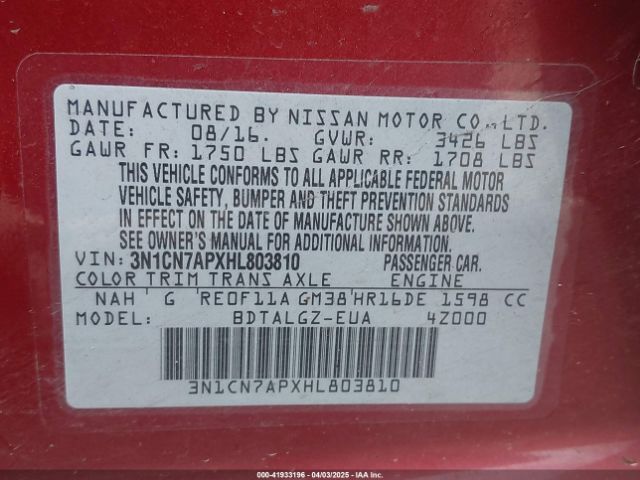 MANUFACTURED BY NISSAN MOTOR CO., LTD.
DATE: 08/16. GVWR: 3426 LBS
GAWR FR: 1750 LBS GAWR RR: 1708 LBS
THIS VEHICLE CONFORMS TO ALL APPLICABLE FEDERAL MOTOR
VEHICLE SAFETY, BUMPER AND THEFT PREVENTION STANDARDS
IN EFFECT ON THE DATE OF MANUFACTURE SHOWN ABOVE.
SEE OWNER'S MANUAL FOR ADDITIONAL INFORMATION.
VIN: 3N1CN7APXHL803810 PASSENGER CAR.
COLOR TRIM TRANS AXLE ENGINE
NAH G RE0F11A GM38 HR16DE 1598 CC
MODEL: BDTALGZ-EUA 4Z000
3N1CN7APXHL803810
000-41933196 - 04/03/2025 - IAA Inc.